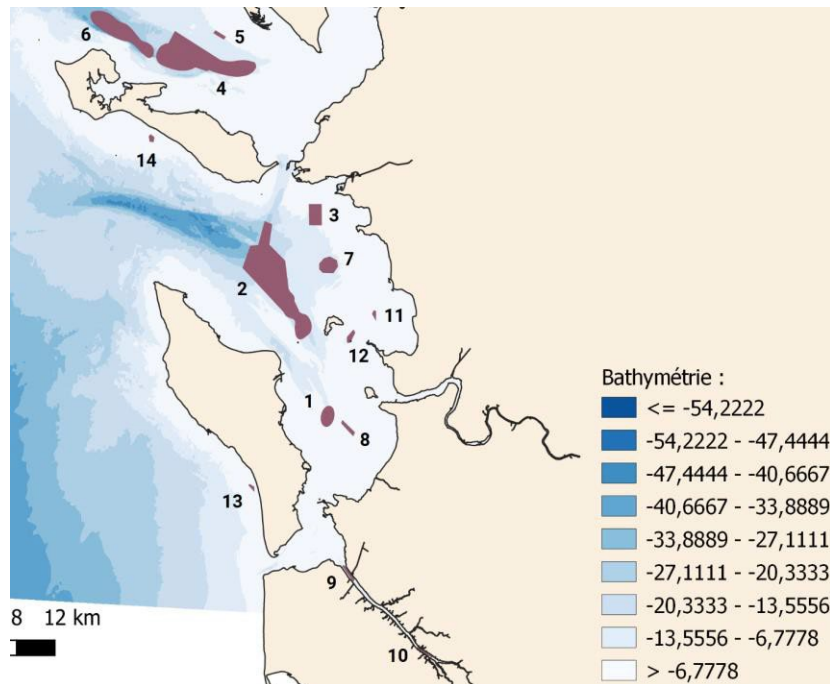 6
5
4
14
3
7
2
11
12
1
8
13
9
10
8 12 km
Bathymétrie :
<= -54,2222
-54,2222 - -47,4444
-47,4444 - -40,6667
-40,6667 - -33,8889
-33,8889 - -27,1111
-27,1111 - -20,3333
-20,3333 - -13,5556
-13,5556 - -6,7778
> -6,7778